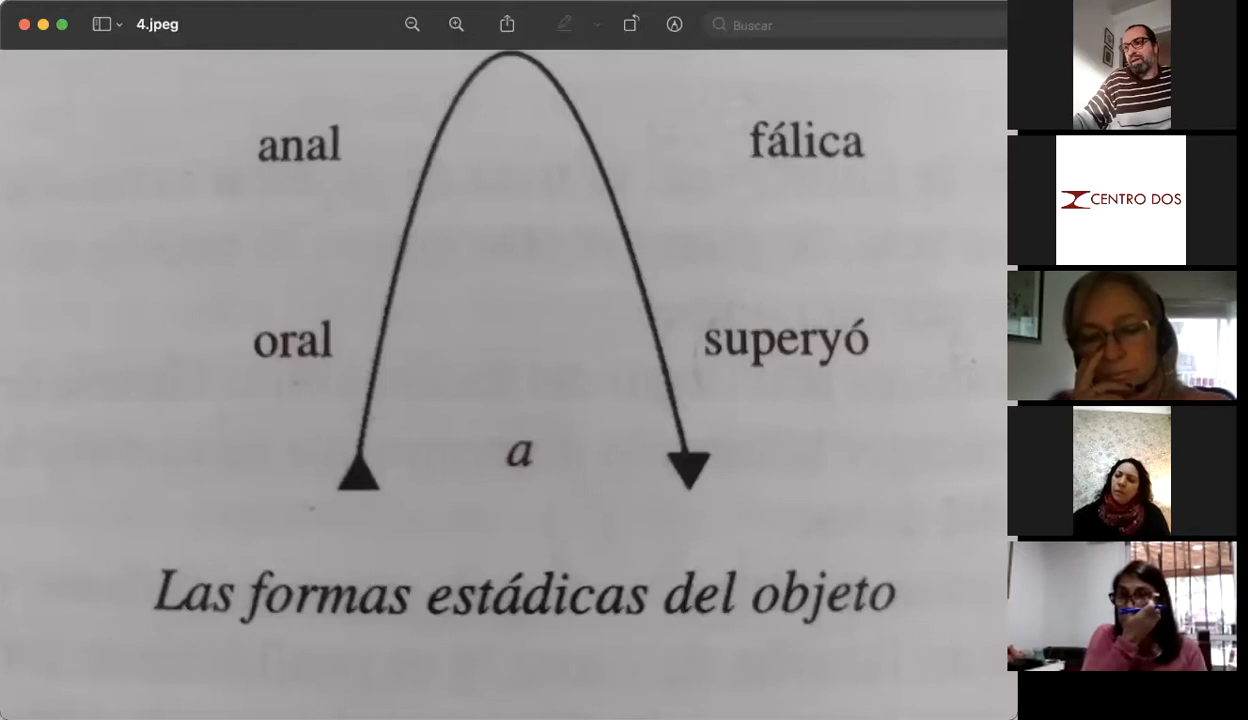 4.jpeg
Buscar
anal
fálica
oral
superyó
a
Las formas estádicas del objeto
CENTRO DOS